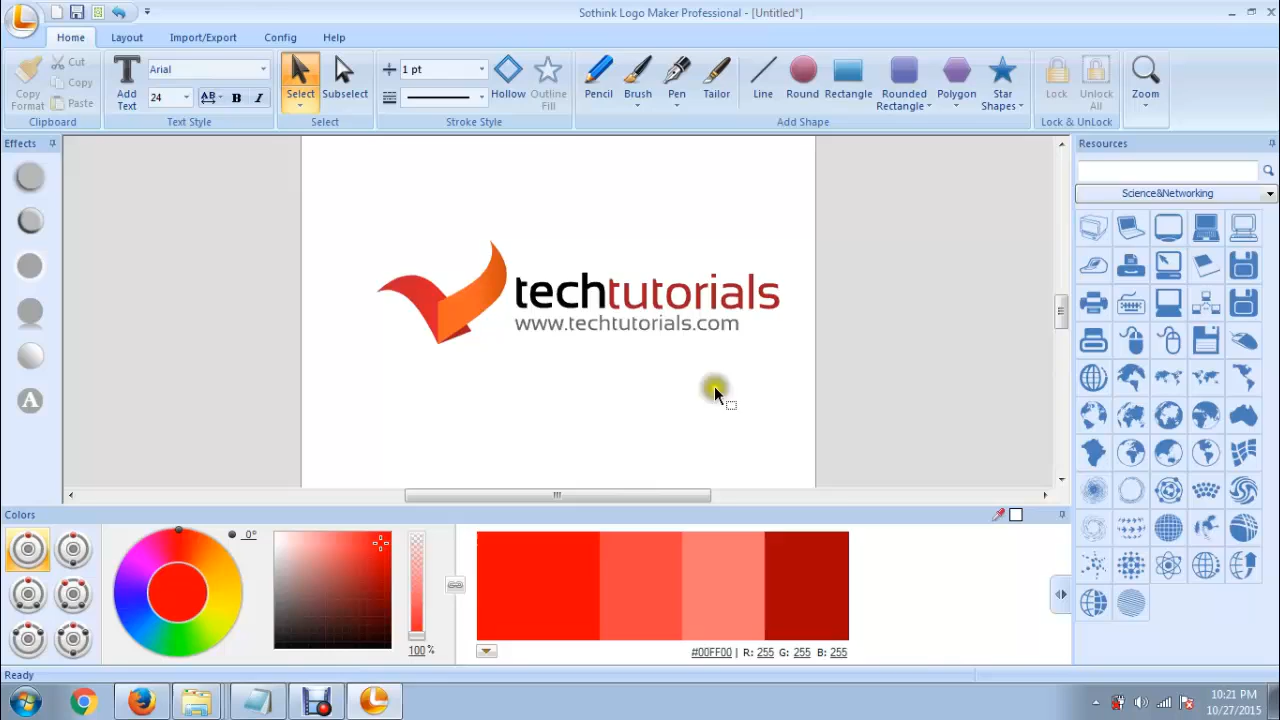 Sothink Logo Maker Professional - [Untitled*]
Home Layout Import/Export Config Help
Copy Format
Cut
Copy
Paste
Clipboard
Add Text
Arial
24 AB B I
Text Style
Select
Subselect
Select
1 pt
Hollow
Outline Fill
Stroke Style
Pencil Brush Pen Tailor
Line Round Rectangle Rounded Rectangle Polygon Star Shapes
Add Shape
Lock Unlock All
Lock & UnLock
Zoom
Effects
A
Resources
Science&Networking
techtutorials
www.techtutorials.com
Colors
0°
100 %
#00FF00 | R: 255 G: 255 B: 255
Ready
10:21 PM
10/27/2015